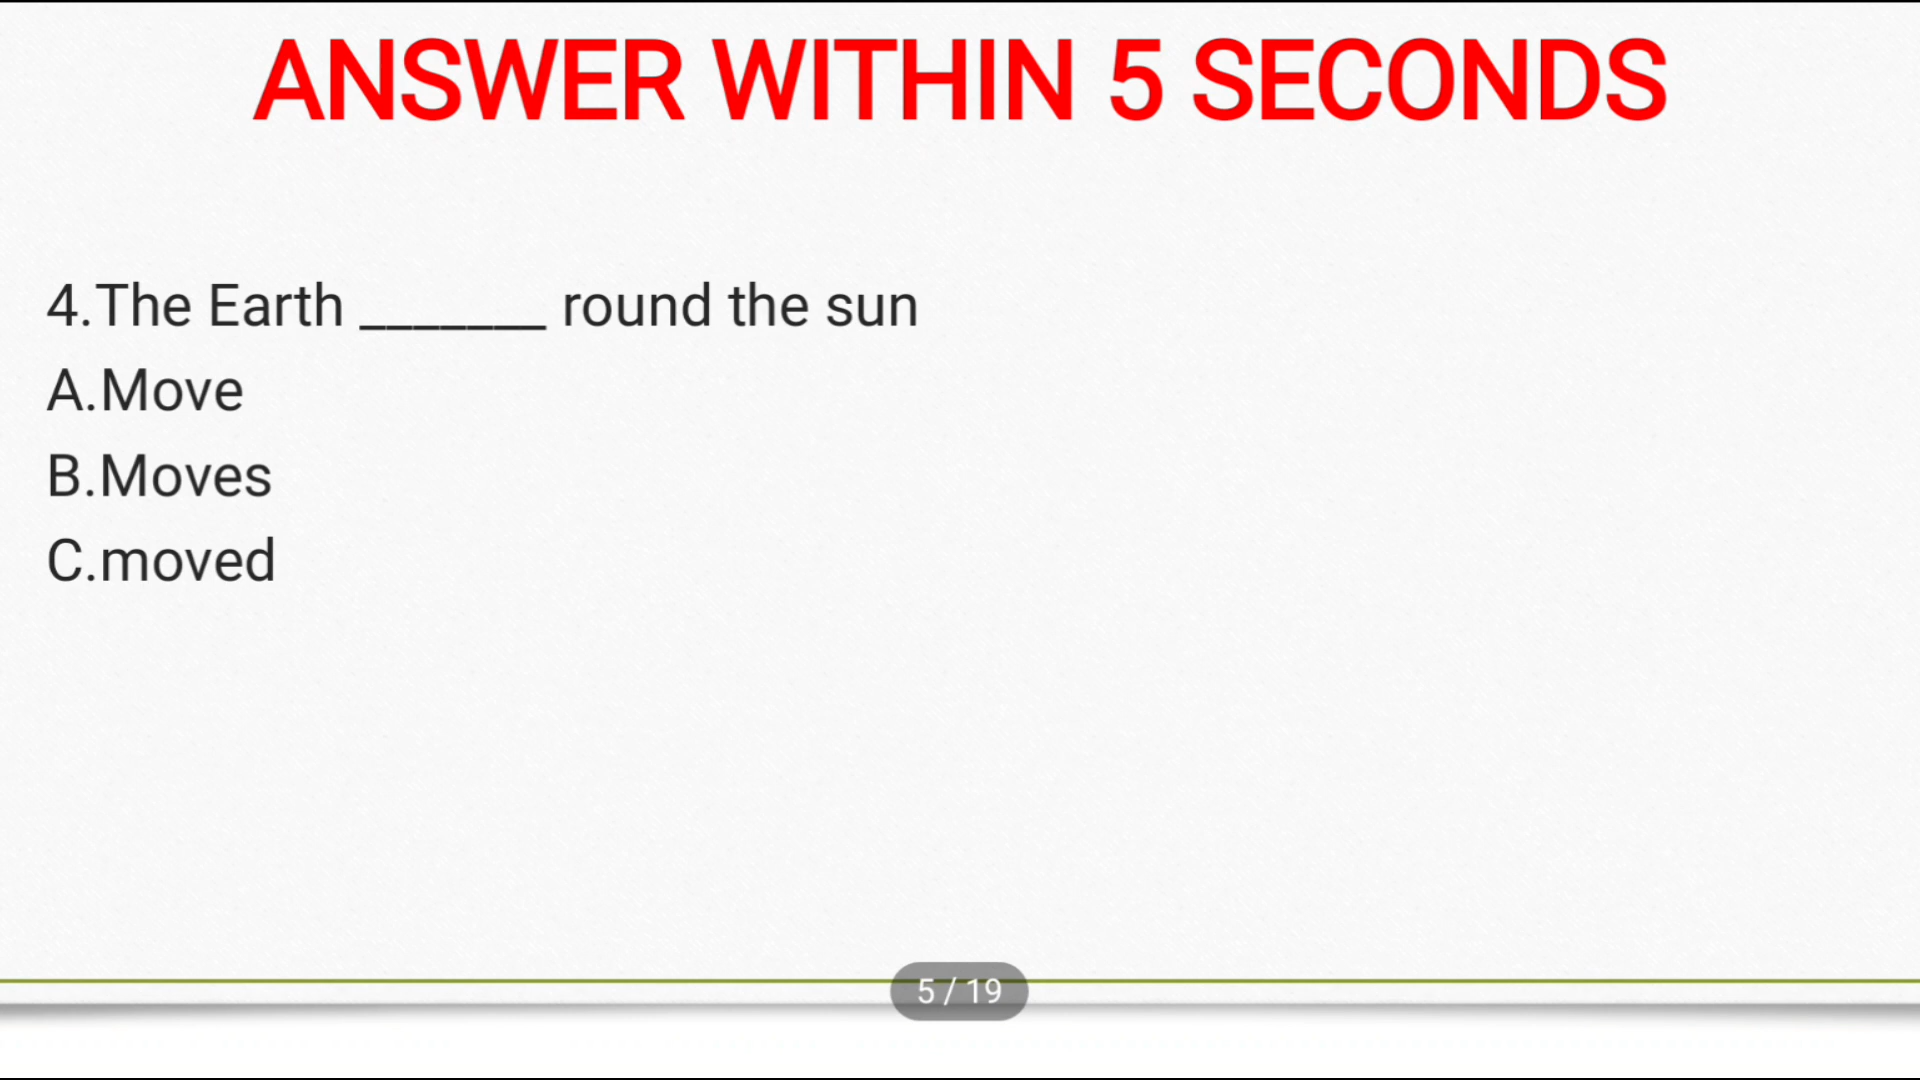 ANSWER WITHIN 5 SECONDS
4.The Earth _______ round the sun
A.Move
B.Moves
C.moved
5 / 19